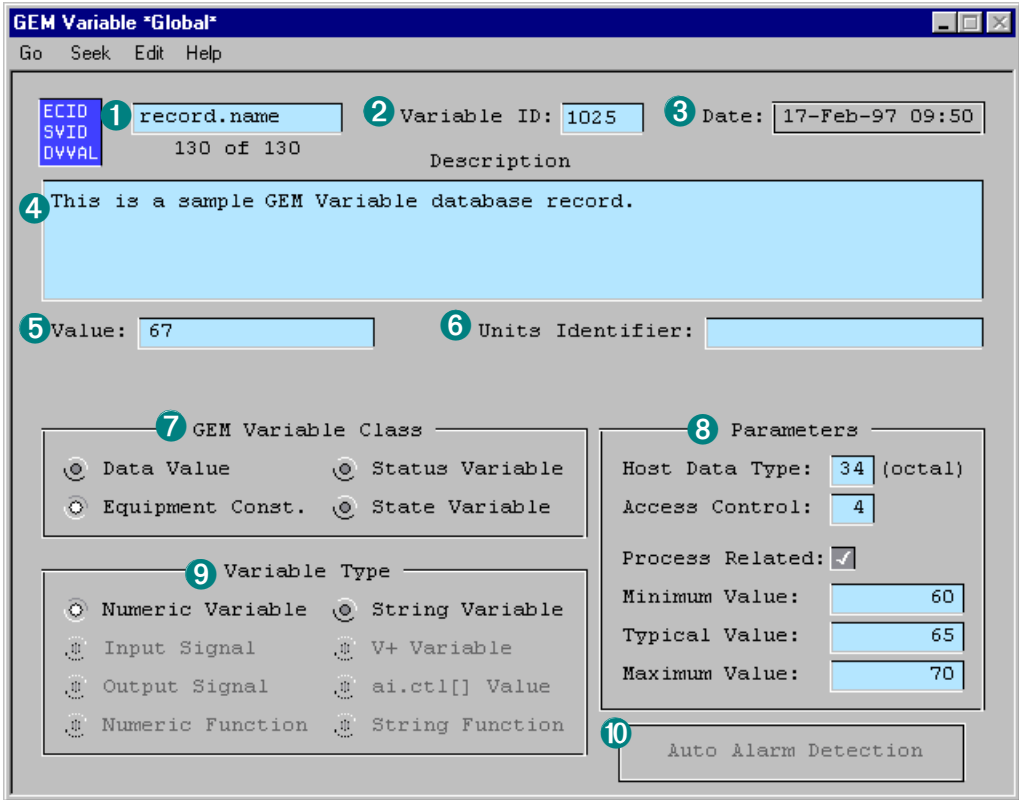 GEM Variable *Global*
Go Seek Edit Help
ECID
SVID
DVVAL
1 record.name
130 of 130
2 Variable ID: 1025
3 Date: 17-Feb-97 09:50
Description
4 This is a sample GEM Variable database record.
5 Value: 67
6 Units Identifier:
7 GEM Variable Class
Data Value Status Variable
Equipment Const. State Variable
8 Parameters
Host Data Type: 34 (octal)
Access Control: 4
Process Related:
Minimum Value: 60
Typical Value: 65
Maximum Value: 70
9 Variable Type
Numeric Variable String Variable
Input Signal V+ Variable
Output Signal ai.ctl[] Value
Numeric Function String Function
10 Auto Alarm Detection